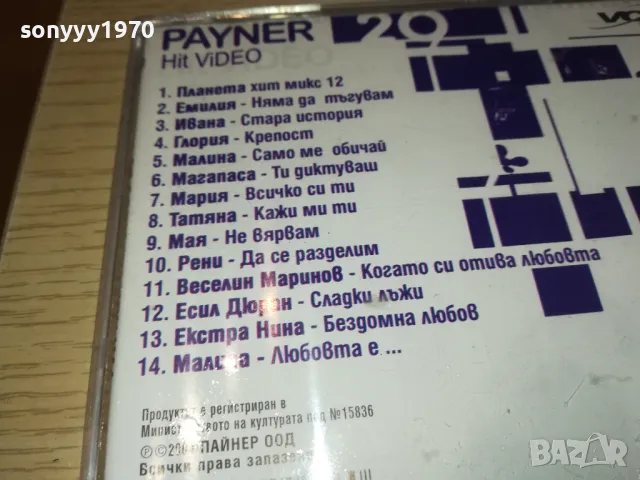 sonyyy1970
PAYNER 20
Hit ViDEO
1. Планета хит микс 12
2. Емилия - Няма да тъгувам
3. Ивана - Стара история
4. Глория - Крепост
5. Малина - Само ме обичай
6. Магапаса - Ти диктуваш
7. Мария - Всичко си ти
8. Татяна - Кажи ми ти
9. Мая - Не вярвам
10. Рени - Да се разделим
11. Веселин Маринов - Когато си отива любовта
12. Есил Дюран - Сладки лъжи
13. Екстра Нина - Бездомна любов
14. Малина - Любовта е ...
Продуктът е регистриран в
Министерството на културата под №15836
ПАЙНЕР ООД
Всички права
BAZAR